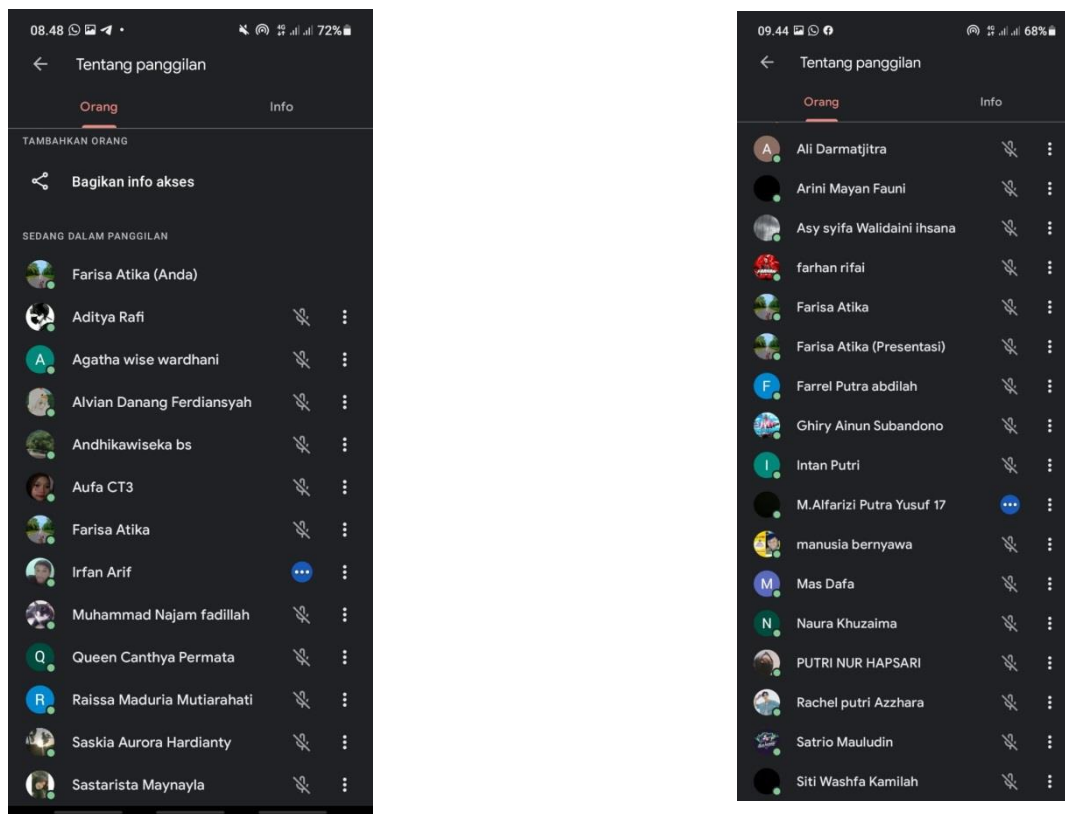 08.48 72%
Tentang panggilan
Orang Info
TAMBAHKAN ORANG
Bagikan info akses
SEDANG DALAM PANGGILAN
Farisa Atika (Anda)
Aditya Rafi
A Agatha wise wardhani
Alvian Danang Ferdiansyah
Andhikawiseka bs
Aufa CT3
Farisa Atika
Irfan Arif
Muhammad Najam fadillah
Q Queen Canthya Permata
R Raissa Maduria Mutiarahati
Saskia Aurora Hardianty
Sastarista Maynayla
09.44 68%
Tentang panggilan
Orang Info
A Ali Darmatjitra
Arini Mayan Fauni
Asy syifa Walidaini ihsana
farhan rifai
Farisa Atika
Farisa Atika (Presentasi)
F Farrel Putra abdilah
Ghiry Ainun Subandono
I Intan Putri
M.Alfarizi Putra Yusuf 17
manusia bernyawa
M Mas Dafa
N Naura Khuzaima
PUTRI NUR HAPSARI
Rachel putri Azzhara
Satrio Mauludin
Siti Washfa Kamilah